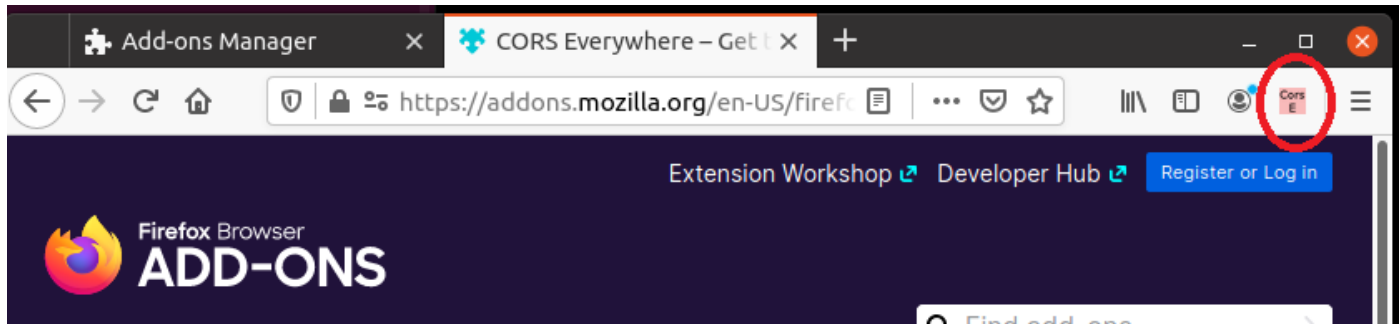 Add-ons Manager
CORS Everywhere – Get t
https://addons.mozilla.org/en-US/firefo
Cors
E
Extension Workshop
Developer Hub
Register or Log in
Firefox Browser
ADD-ONS
Find add-ons